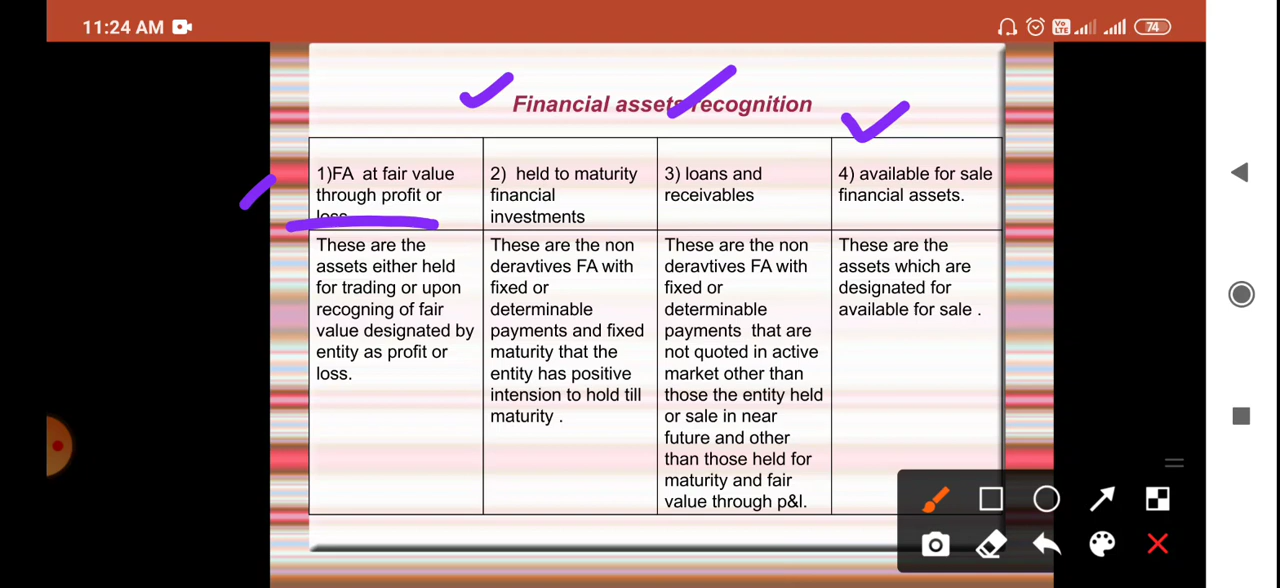 11:24 AM
Vo LTE
74
Financial assets recognition
1)FA at fair value
through profit or
loss
2) held to maturity
financial
investments
3) loans and
receivables
4) available for sale
financial assets.
These are the
assets either held
for trading or upon
recogning of fair
value designated by
entity as profit or
loss.
These are the non
deravtives FA with
fixed or
determinable
payments and fixed
maturity that the
entity has positive
intension to hold till
maturity .
These are the non
deravtives FA with
fixed or
determinable
payments that are
not quoted in active
market other than
those the entity held
or sale in near
future and other
than those held for
maturity and fair
value through p&l.
These are the
assets which are
designated for
available for sale .